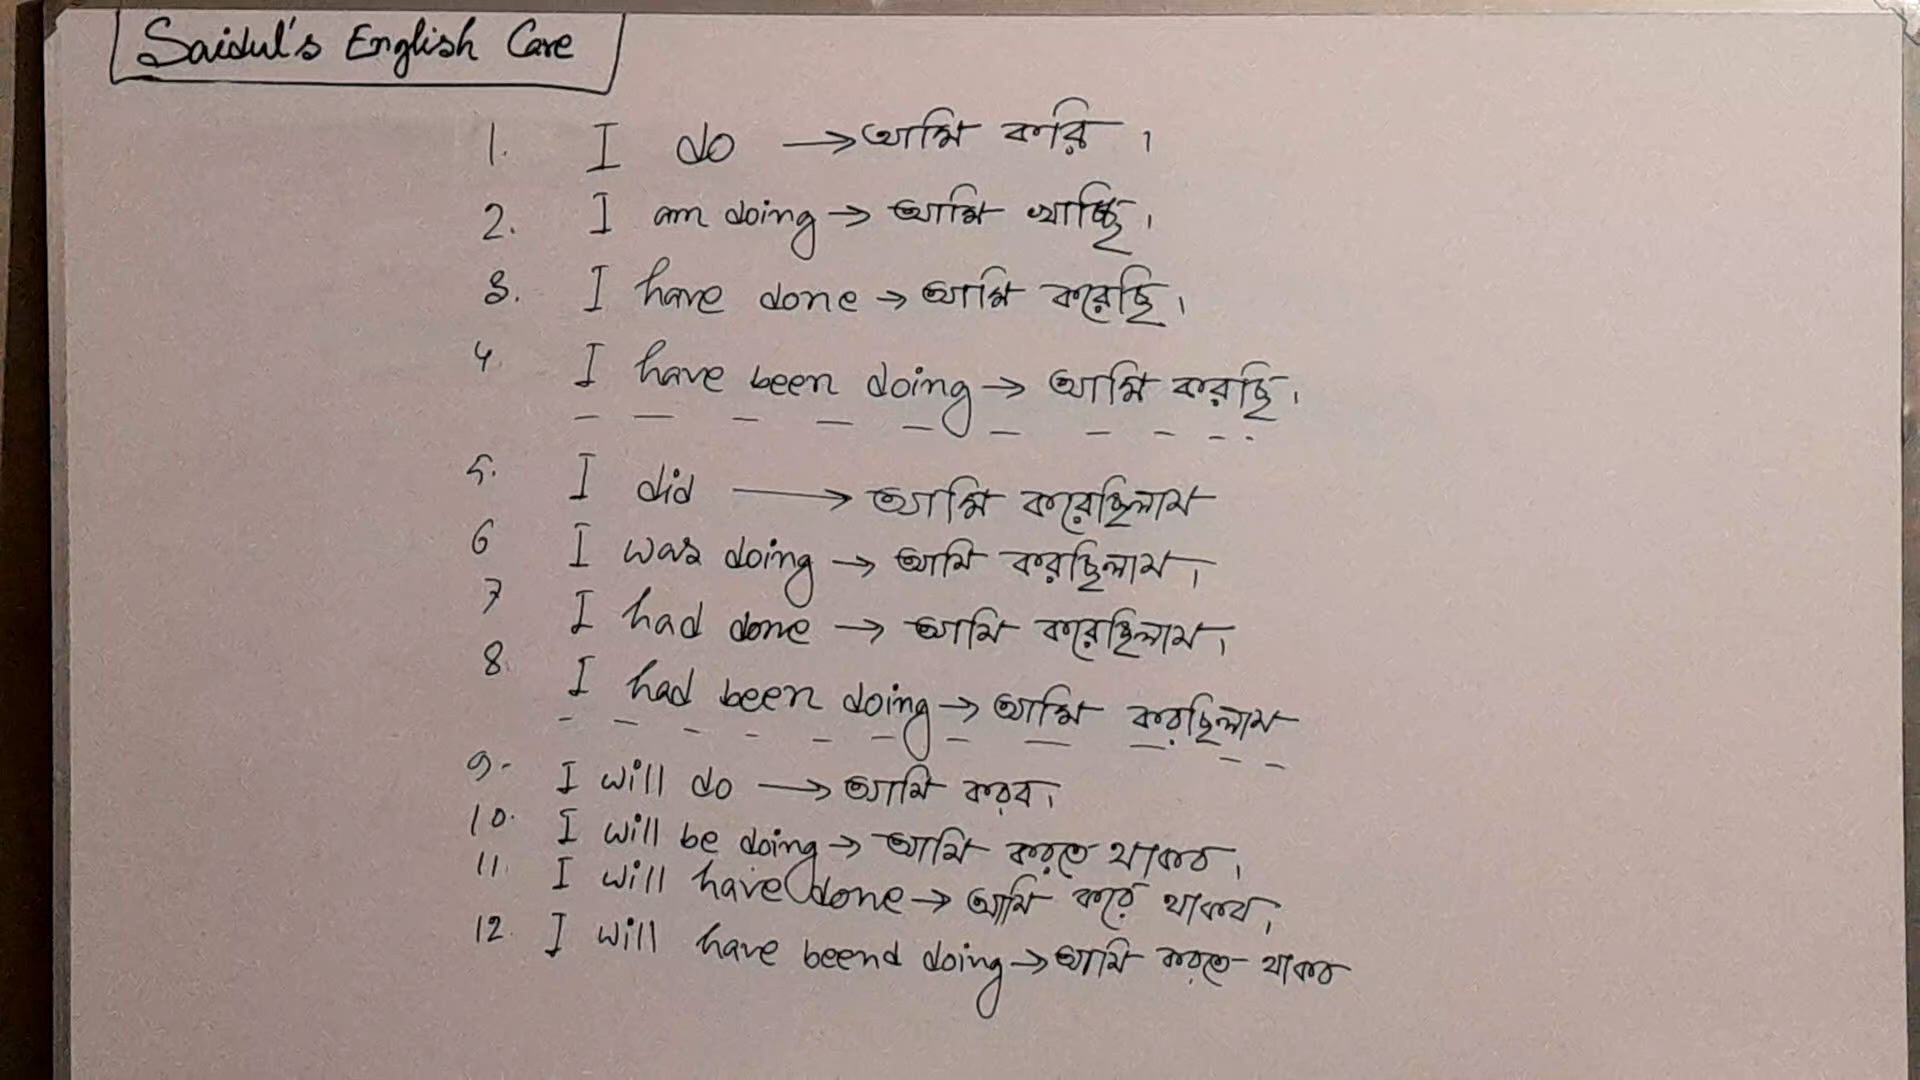 Saidul's English Care
1. I do → আমি করি ।
2. I am doing → আমি খাচ্ছি ।
3. I have done → আমি করেছি ।
4 I have been doing → আমি করছি ।
5. I did → আমি করেছিলাম
6 I was doing → আমি করছিলাম ।
7 I had done → আমি করেছিলাম ।
8. I had been doing → আমি করছিলাম
9. I will do → আমি করব ।
10. I will be doing → আমি করতে থাকব ।
11. I will have done → আমি করে থাকব ।
12. I will have beend doing → আমি করতে থাকব